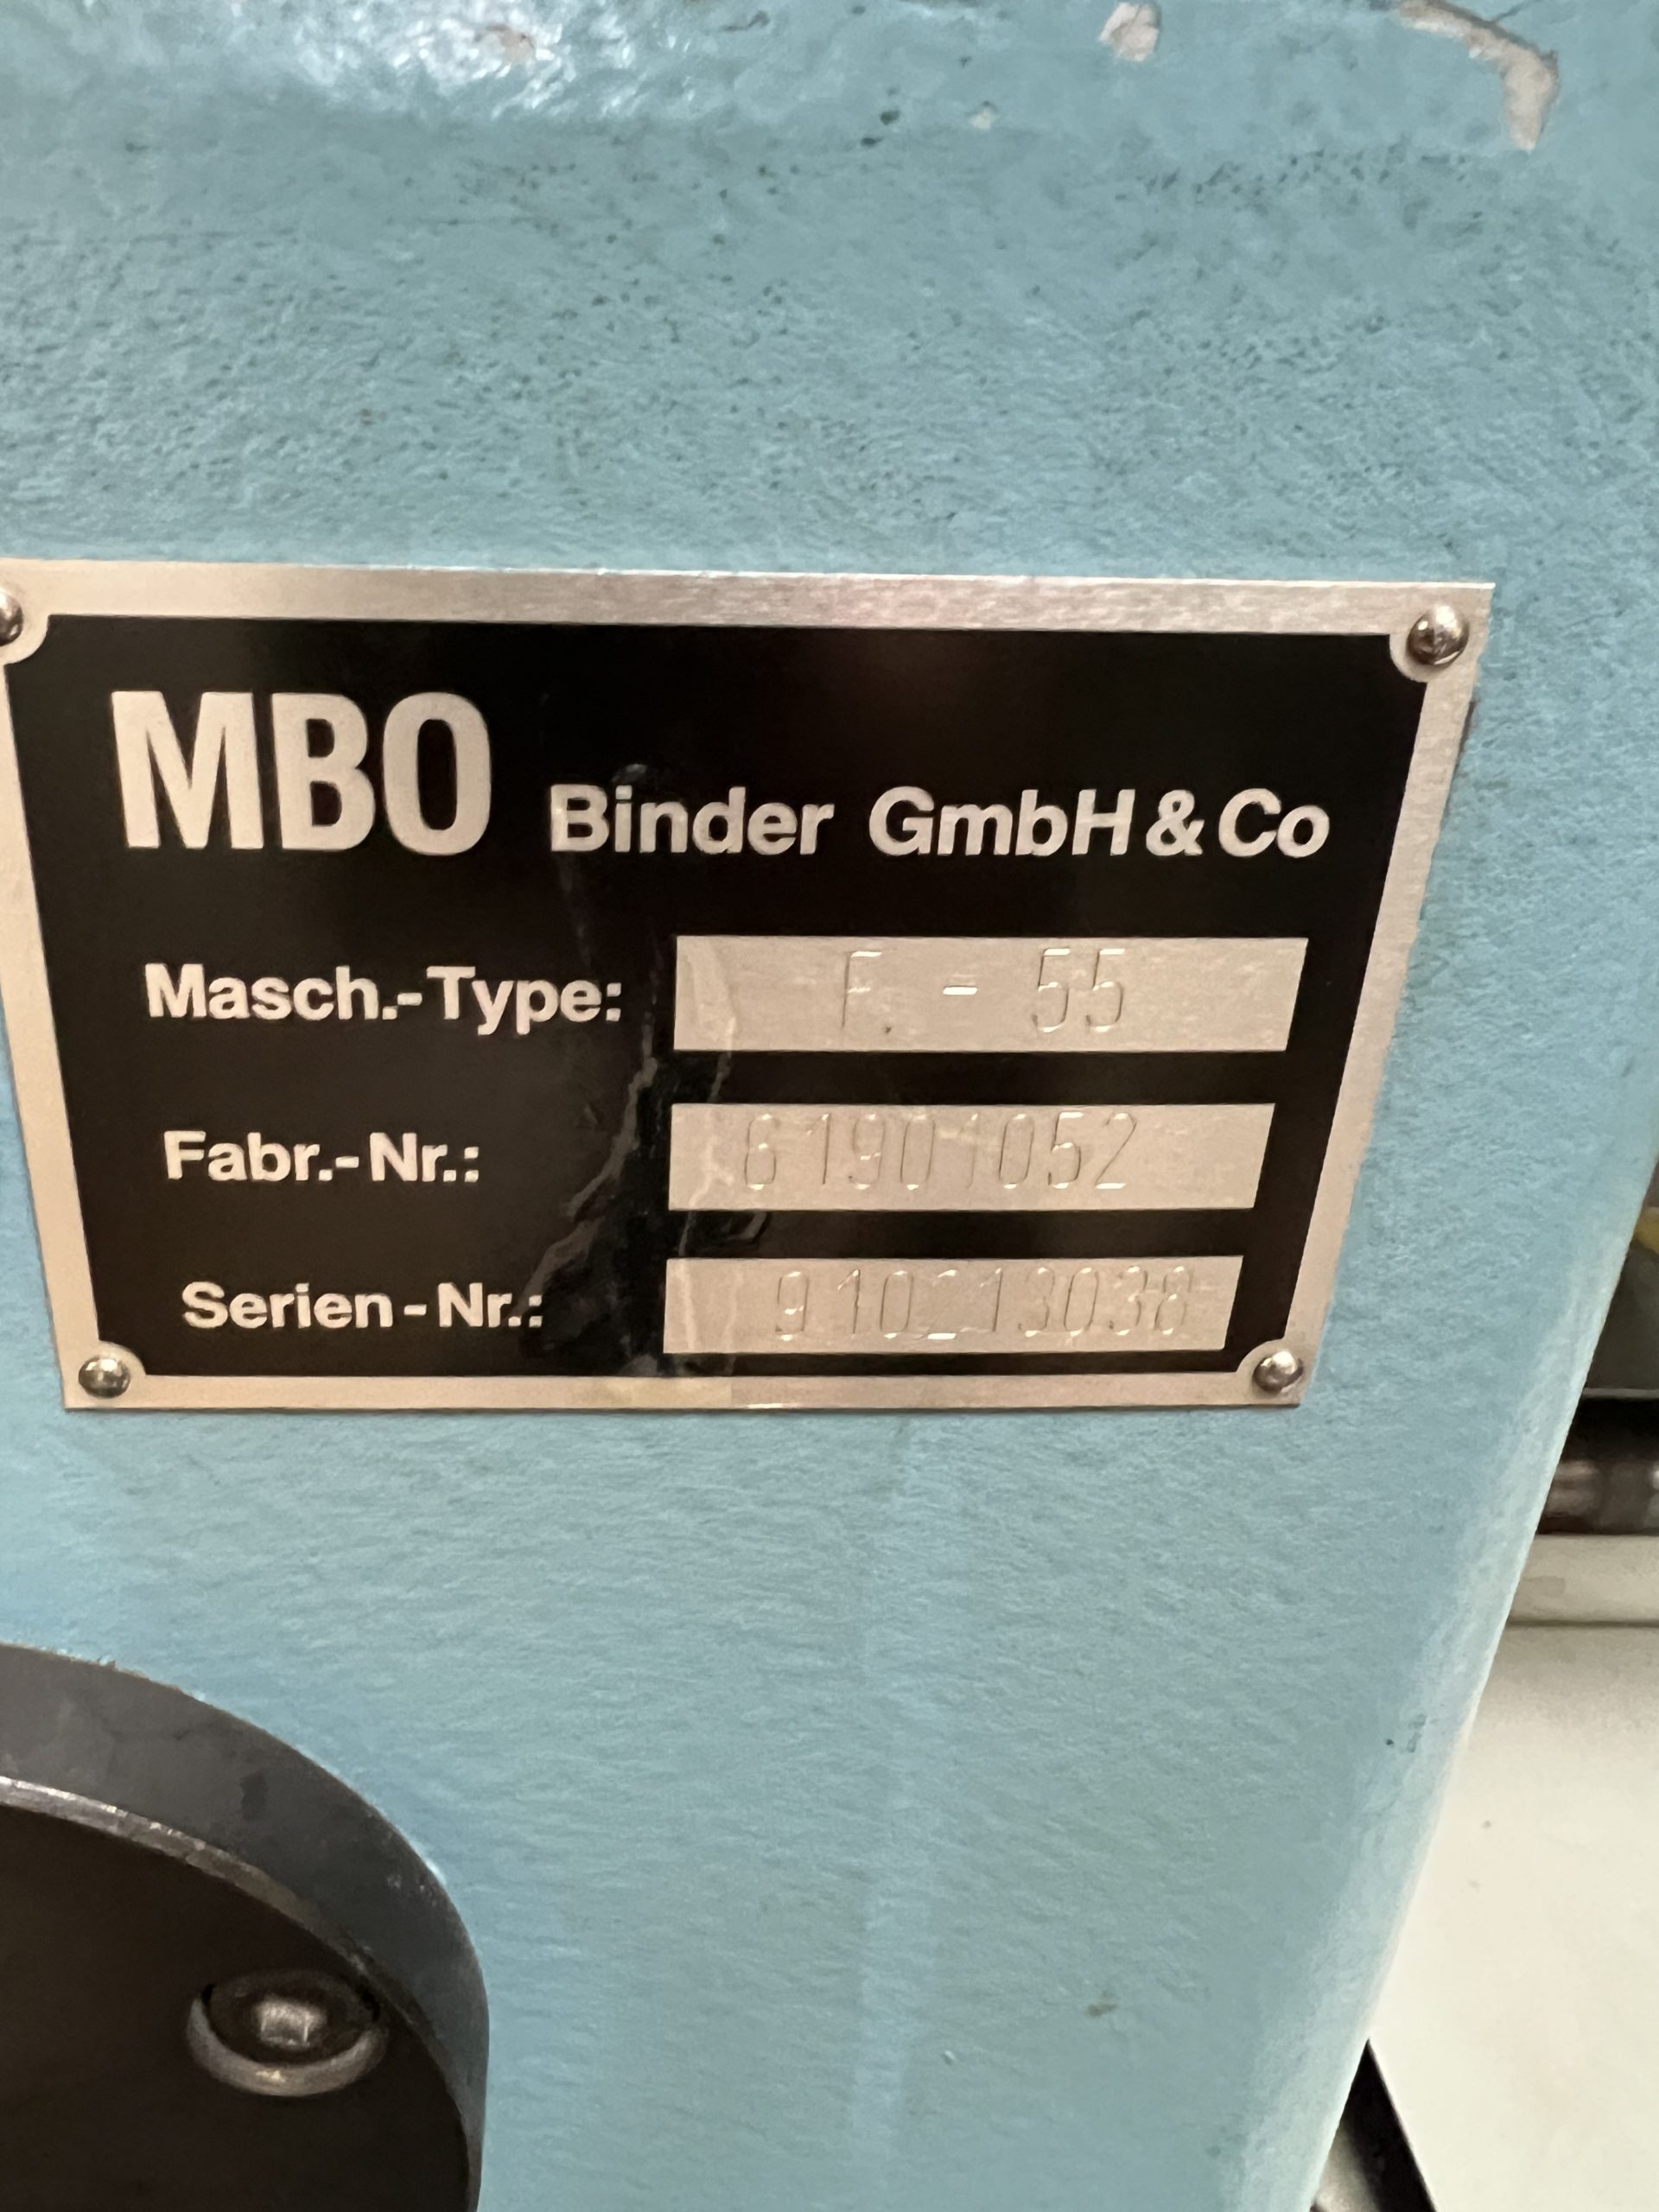 MBO Binder GmbH & Co
Masch.-Type: F. - 55
Fabr.-Nr.: 61901052
Serien-Nr.: